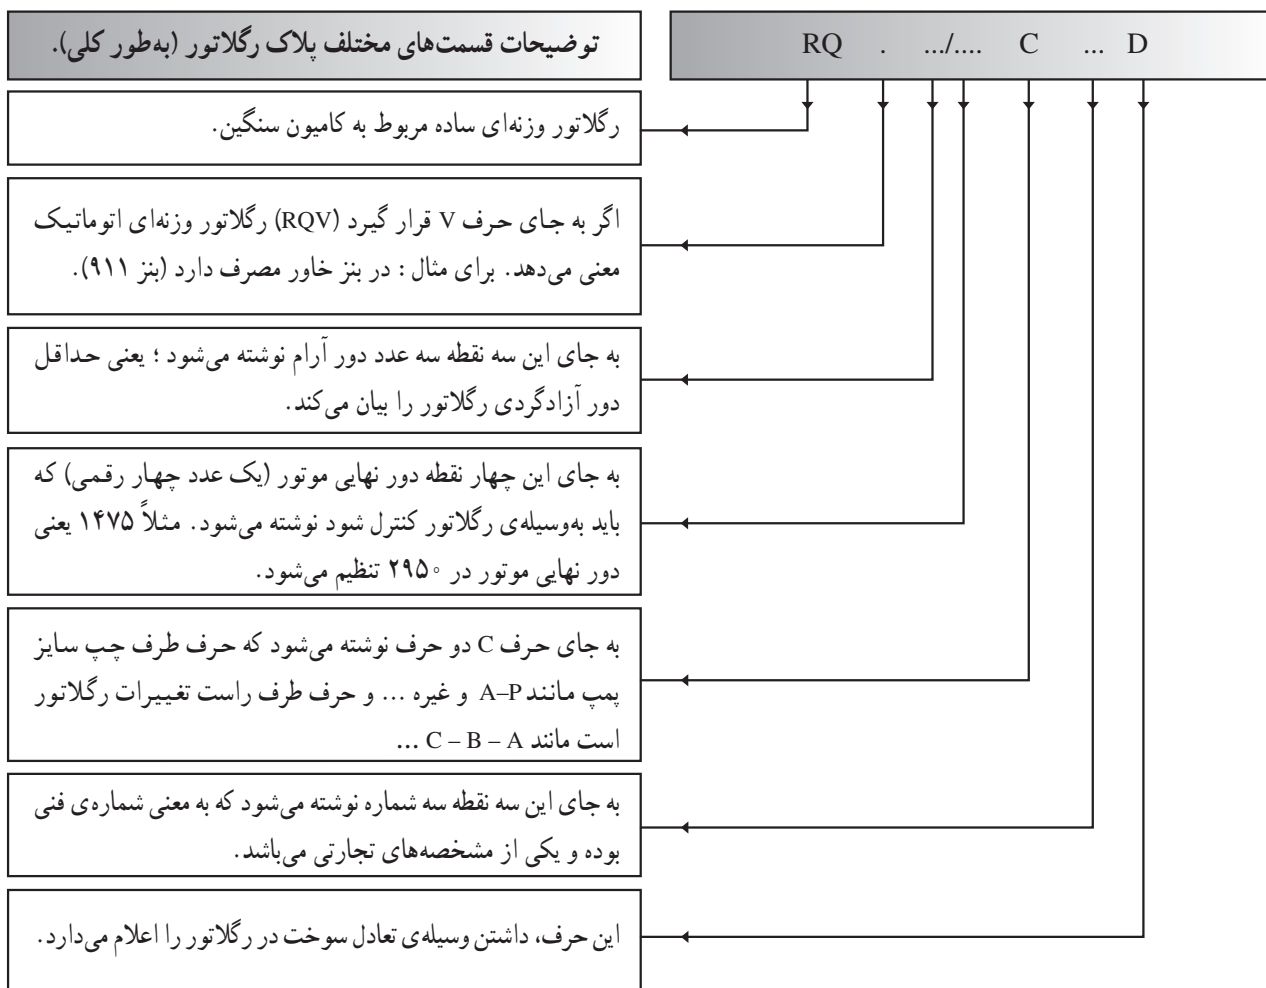 توضیحات قسمت‌های مختلف پلاک رگلاتور (به‌طور کلی).
RQ . .../.... C ... D
رگلاتور وزنه‌ای ساده مربوط به کامیون سنگین.
اگر به جای حرف V قرار گیرد (RQV) رگلاتور وزنه‌ای اتوماتیک
معنی می‌دهد. برای مثال : در بنز خاور مصرف دارد (بنز ۹۱۱).
به جای این سه نقطه سه عدد دور آرام نوشته می‌شود ؛ یعنی حداقل
دور آزادگردی رگلاتور را بیان می‌کند.
به جای این چهار نقطه دور نهایی موتور (یک عدد چهار رقمی) که
باید به‌وسیله‌ی رگلاتور کنترل شود نوشته می‌شود. مثلاً ۱۴۷۵ یعنی
دور نهایی موتور در ۲۹۵۰ تنظیم می‌شود.
به جای حرف C دو حرف نوشته می‌شود که حرف طرف چپ سایز
پمپ مانند A–P و غیره ... و حرف طرف راست تغییرات رگلاتور
است مانند C – B – A ...
به جای این سه نقطه سه شماره نوشته می‌شود که به معنی شماره‌ی فنی
بوده و یکی از مشخصه‌های تجارتی می‌باشد.
این حرف، داشتن وسیله‌ی تعادل سوخت در رگلاتور را اعلام می‌دارد.